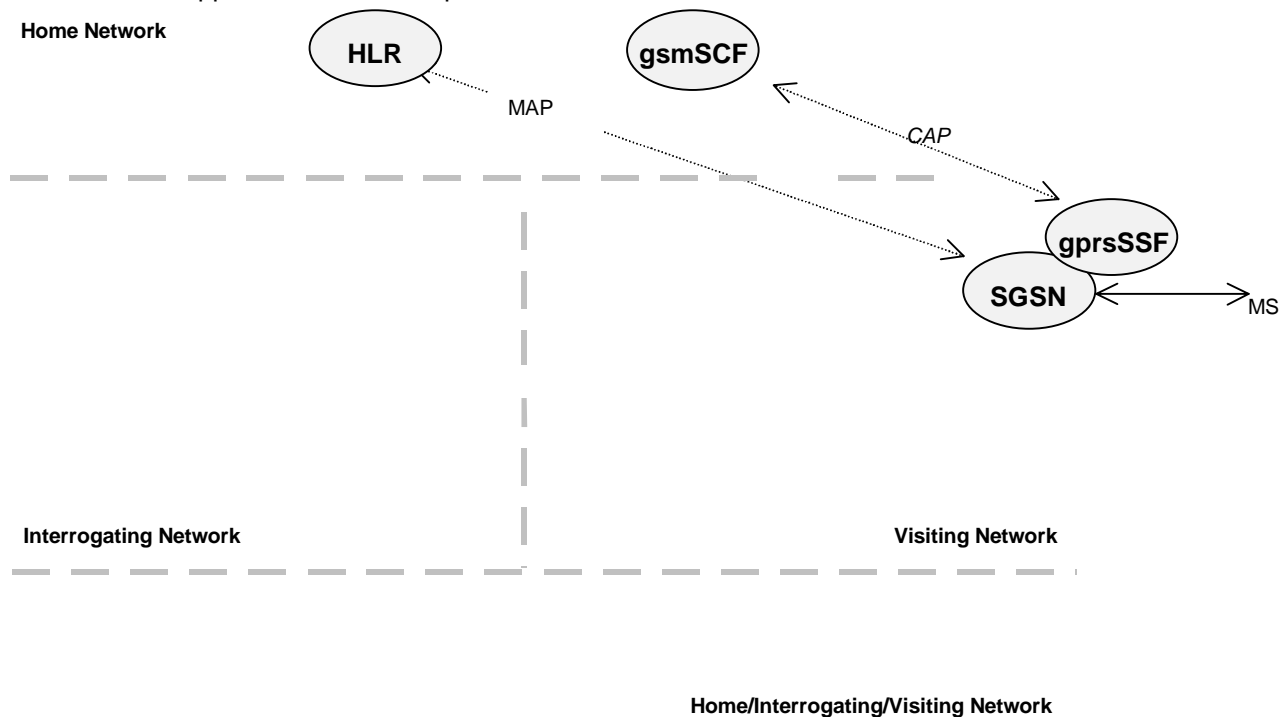 Home Network
HLR
gsmSCF
MAP
CAP
gprsSSF
SGSN
MS
Interrogating Network
Visiting Network
Home/Interrogating/Visiting Network